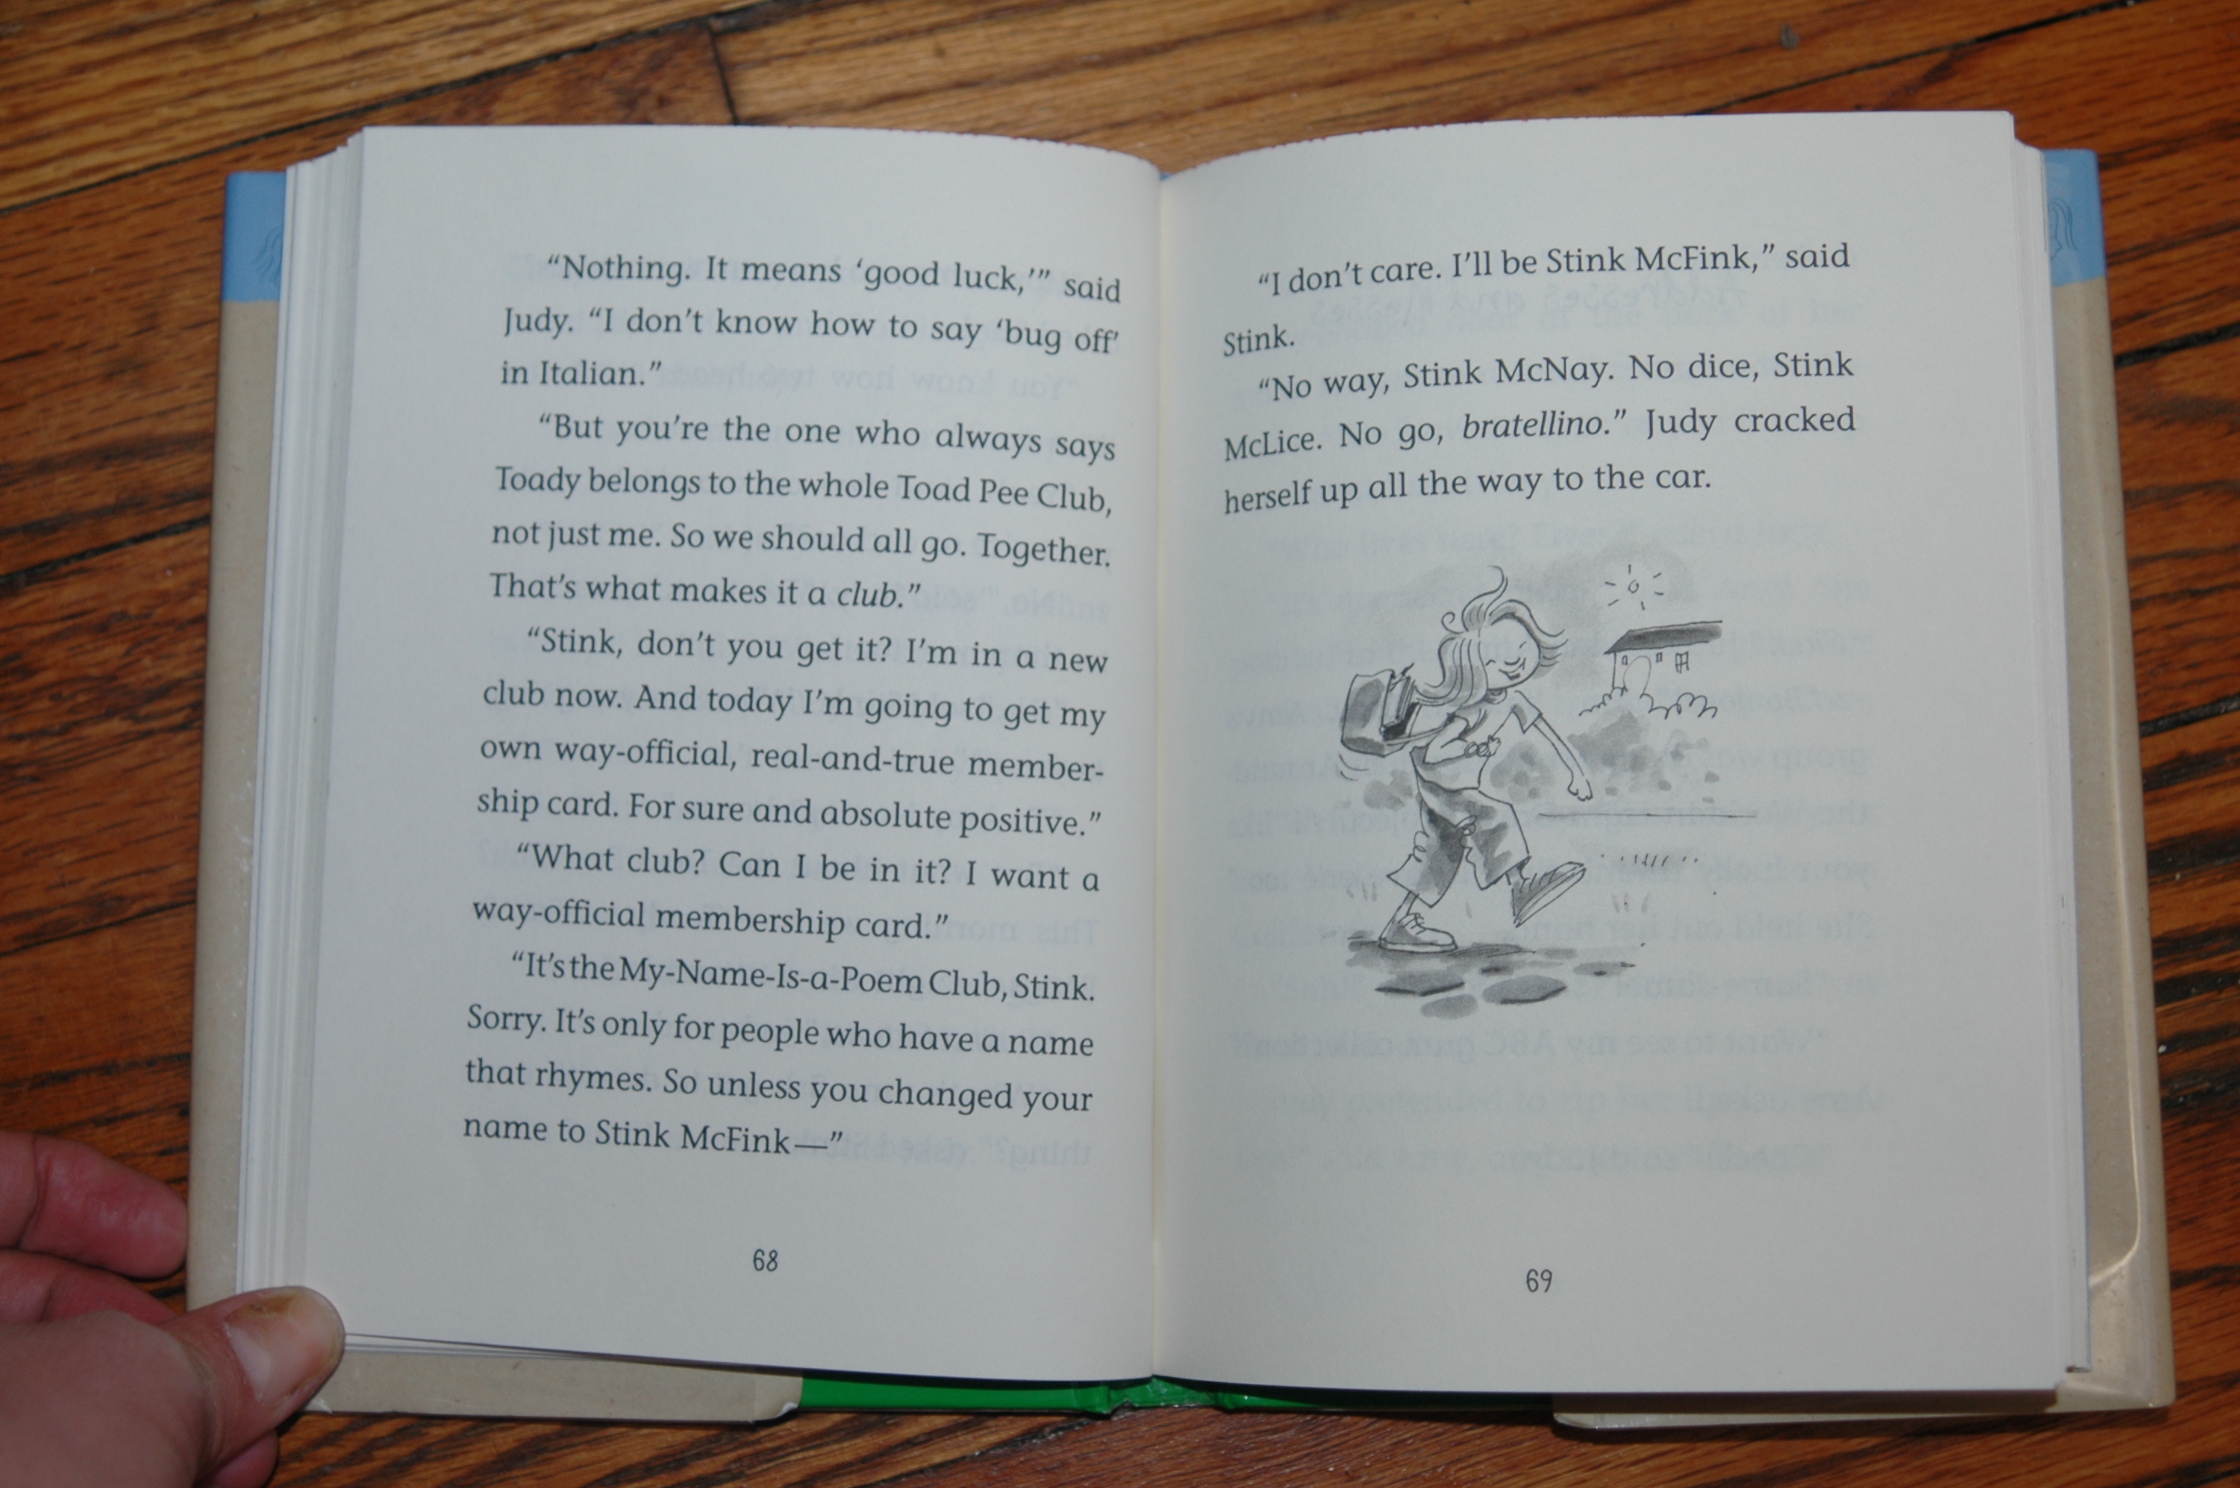 “Nothing. It means ‘good luck,’” said
Judy. “I don’t know how to say ‘bug off’
in Italian.”
“But you’re the one who always says
Toady belongs to the whole Toad Pee Club,
not just me. So we should all go. Together.
That’s what makes it a club.”
“Stink, don’t you get it? I’m in a new
club now. And today I’m going to get my
own way-official, real-and-true member-
ship card. For sure and absolute positive.”
“What club? Can I be in it? I want a
way-official membership card.”
“It’s the My-Name-Is-a-Poem Club, Stink.
Sorry. It’s only for people who have a name
that rhymes. So unless you changed your
name to Stink McFink—”
68
“I don’t care. I’ll be Stink McFink,” said
Stink.
“No way, Stink McNay. No dice, Stink
McLice. No go, bratellino.” Judy cracked
herself up all the way to the car.
69